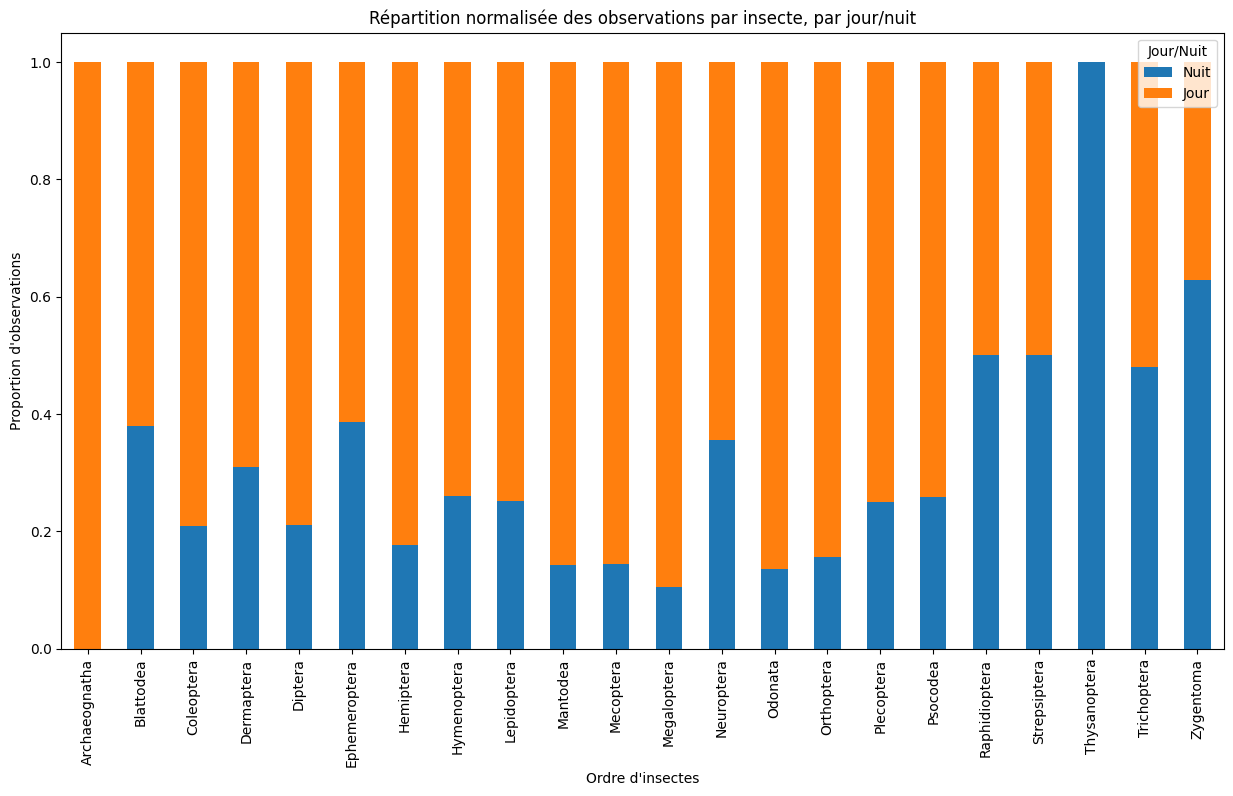 Répartition normalisée des observations par insecte, par jour/nuit
Jour/Nuit
Nuit
Jour
1.0
0.8
0.6
0.4
0.2
0.0
Proportion d'observations
Archaeognatha
Blattodea
Coleoptera
Dermaptera
Diptera
Ephemeroptera
Hemiptera
Hymenoptera
Lepidoptera
Mantodea
Mecoptera
Megaloptera
Neuroptera
Odonata
Orthoptera
Plecoptera
Psocodea
Raphidioptera
Strepsiptera
Thysanoptera
Trichoptera
Zygentoma
Ordre d'insectes